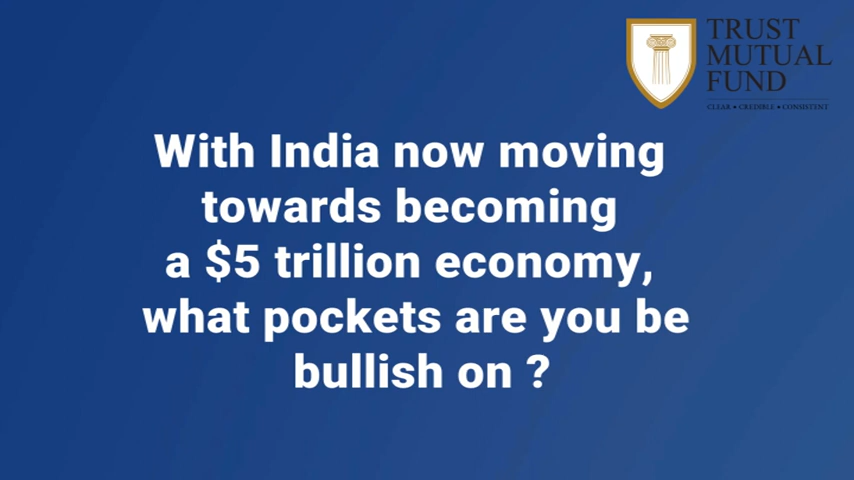 TRUST
MUTUAL
FUND
CLEAR • CREDIBLE • CONSISTENT
With India now moving
towards becoming
a $5 trillion economy,
what pockets are you be
bullish on ?